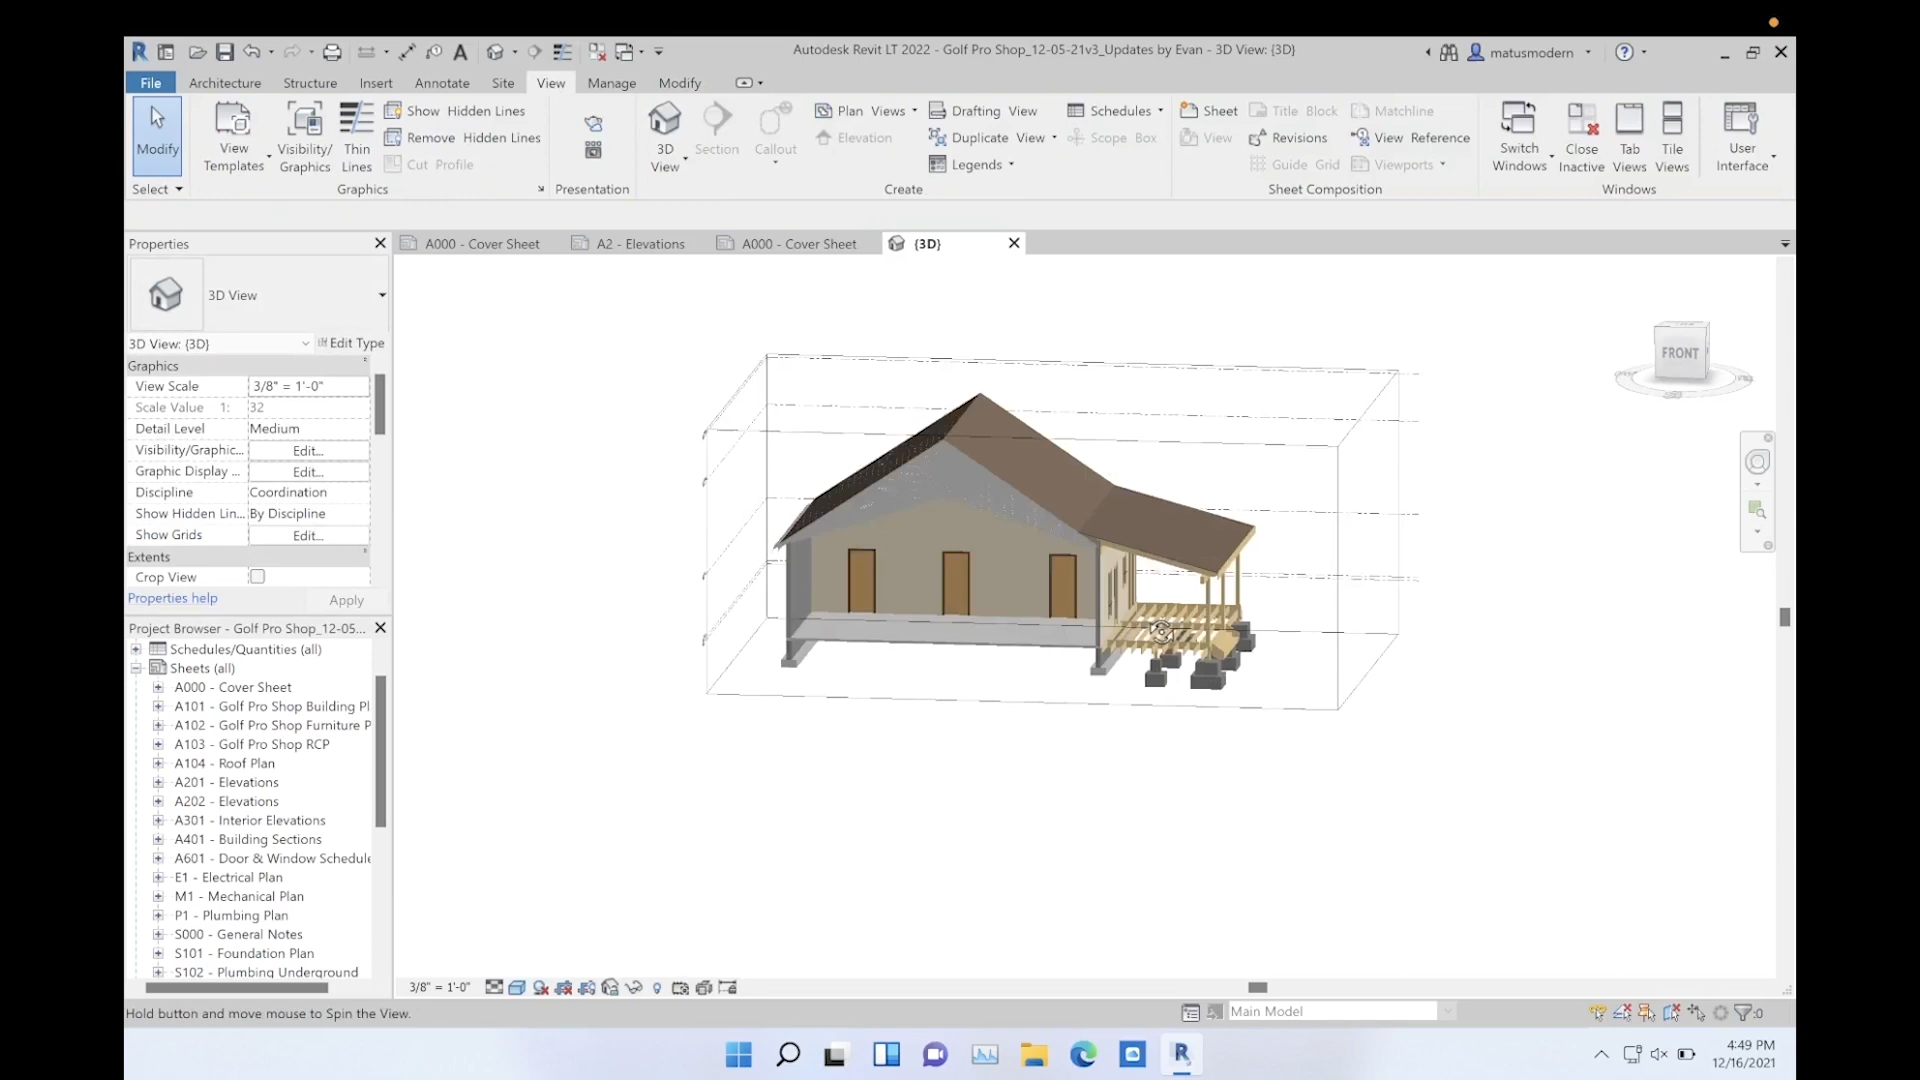 Autodesk Revit LT 2022 - Golf Pro Shop_12-05-21v3_Updates by Evan - 3D View: {3D}
matusmodern
File Architecture Structure Insert Annotate Site View Manage Modify
Modify
Select
View Templates
Visibility/ Graphics
Thin Lines
Show Hidden Lines
Remove Hidden Lines
Cut Profile
Graphics
Presentation
3D View
Section
Callout
Plan Views
Elevation
Drafting View
Duplicate View
Legends
Schedules
Scope Box
Create
Sheet
View
Title Block
Revisions
Guide Grid
Matchline
View Reference
Viewports
Sheet Composition
Switch Windows
Close Inactive
Tab Views
Tile Views
Windows
User Interface
Properties
A000 - Cover Sheet
A2 - Elevations
A000 - Cover Sheet
{3D}
3D View
3D View: {3D}
Edit Type
Graphics
View Scale 3/8" = 1'-0"
Scale Value 1: 32
Detail Level Medium
Visibility/Graphic... Edit...
Graphic Display ... Edit...
Discipline Coordination
Show Hidden Lin... By Discipline
Show Grids Edit...
Extents
Crop View
Properties help
Apply
FRONT
Project Browser - Golf Pro Shop_12-05...
Schedules/Quantities (all)
Sheets (all)
A000 - Cover Sheet
A101 - Golf Pro Shop Building Pl
A102 - Golf Pro Shop Furniture P
A103 - Golf Pro Shop RCP
A104 - Roof Plan
A201 - Elevations
A202 - Elevations
A301 - Interior Elevations
A401 - Building Sections
A601 - Door & Window Schedule
E1 - Electrical Plan
M1 - Mechanical Plan
P1 - Plumbing Plan
S000 - General Notes
S101 - Foundation Plan
S102 - Plumbing Underground
3/8" = 1'-0"
Hold button and move mouse to Spin the View.
Main Model
:0
4:49 PM
12/16/2021